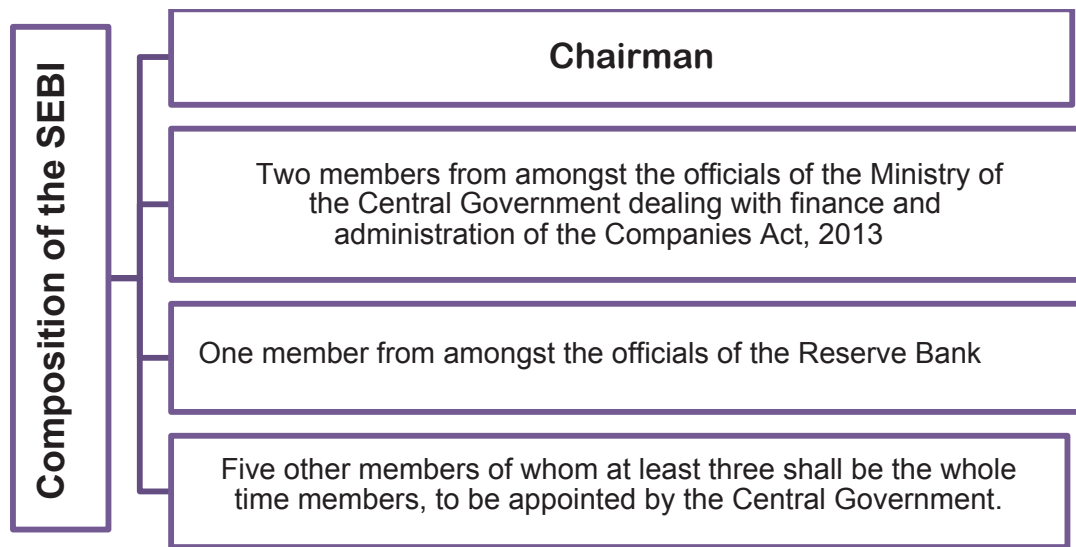 Composition of the SEBI
Chairman
Two members from amongst the officials of the Ministry of
the Central Government dealing with finance and
administration of the Companies Act, 2013
One member from amongst the officials of the Reserve Bank
Five other members of whom at least three shall be the whole
time members, to be appointed by the Central Government.